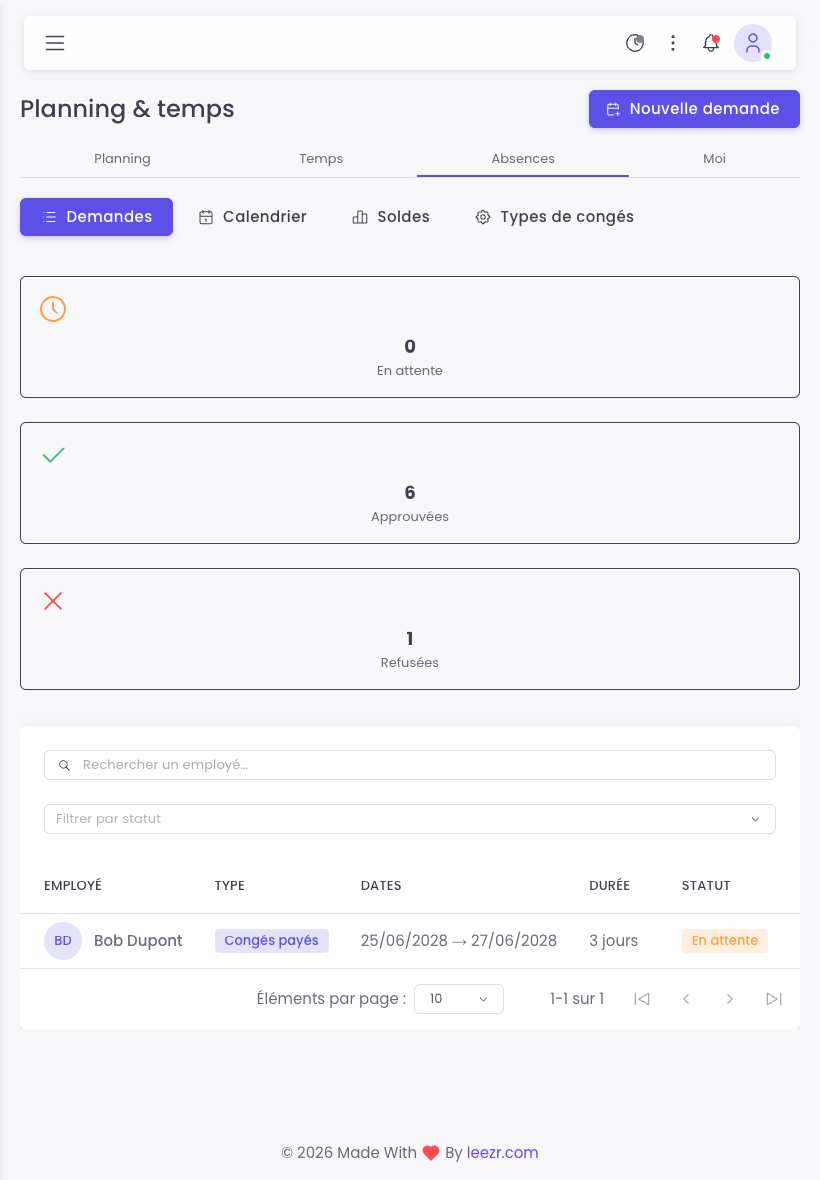 Planning & temps
Nouvelle demande
Planning Temps Absences Moi
Demandes Calendrier Soldes Types de congés
0
En attente
6
Approuvées
1
Refusées
Rechercher un employé...
Filtrer par statut
EMPLOYÉ TYPE DATES DURÉE STATUT
BD Bob Dupont Congés payés 25/06/2028 → 27/06/2028 3 jours En attente
Éléments par page : 10 1-1 sur 1
© 2026 Made With ❤ By leezr.com